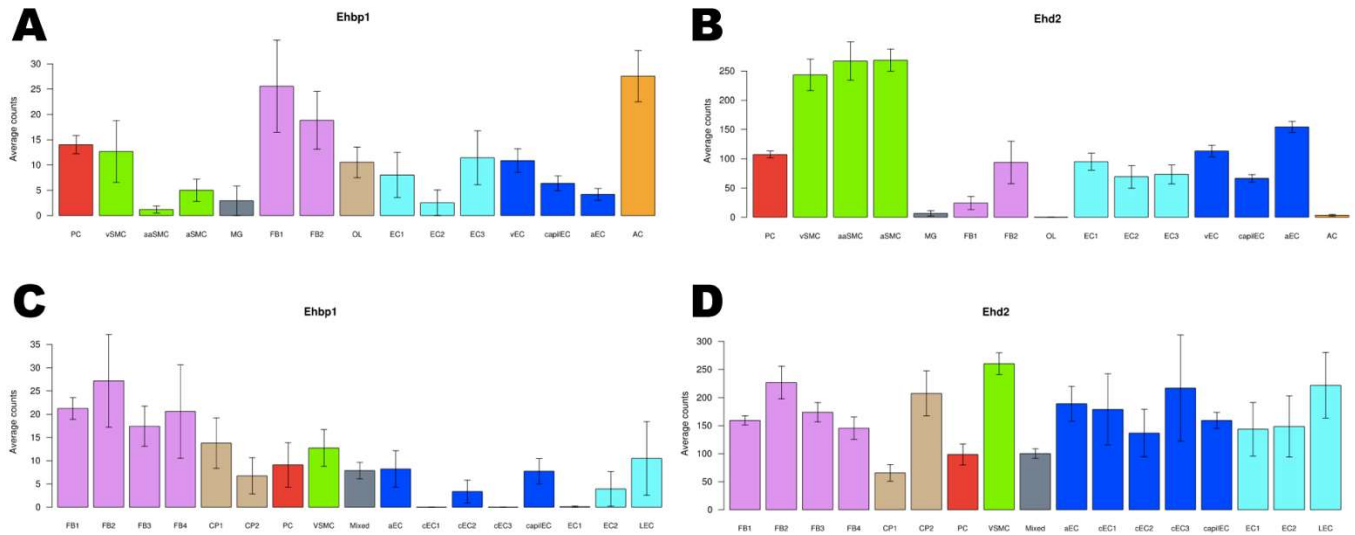 A
Ehbp1
Average counts
30
25
20
15
10
5
0
PC vSMC aaSMC aSMC MG FB1 FB2 OL EC1 EC2 EC3 vEC capilEC aEC AC
B
Ehd2
Average counts
250
200
150
100
50
0
PC vSMC aaSMC aSMC MG FB1 FB2 OL EC1 EC2 EC3 vEC capilEC aEC AC
C
Ehbp1
Average counts
35
30
25
20
15
10
5
0
FB1 FB2 FB3 FB4 CP1 CP2 PC VSMC Mixed aEC cEC1 cEC2 cEC3 capilEC EC1 EC2 LEC
D
Ehd2
Average counts
300
250
200
150
100
50
0
FB1 FB2 FB3 FB4 CP1 CP2 PC VSMC Mixed aEC cEC1 cEC2 cEC3 capilEC EC1 EC2 LEC